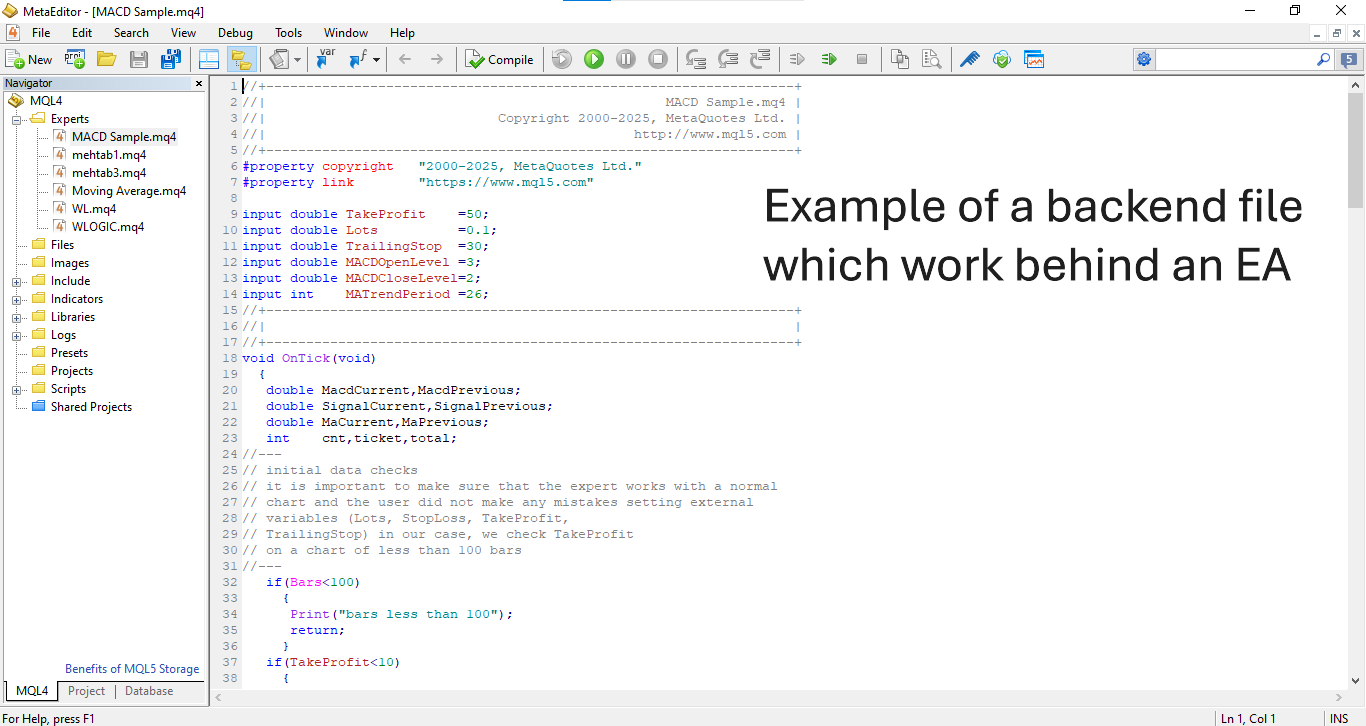 MetaEditor - [MACD Sample.mq4]
File Edit Search View Debug Tools Window Help
New Compile
Navigator
MQL4
Experts
MACD Sample.mq4
mehtab1.mq4
mehtab3.mq4
Moving Average.mq4
WL.mq4
WLOGIC.mq4
Files
Images
Include
Indicators
Libraries
Logs
Presets
Projects
Scripts
Shared Projects
Benefits of MQL5 Storage
MQL4 Project Database
1 //+------------------------------------------------------------------+
2 //| MACD Sample.mq4 |
3 //| Copyright 2000-2025, MetaQuotes Ltd. |
4 //| http://www.mql5.com |
5 //+------------------------------------------------------------------+
6 #property copyright "2000-2025, MetaQuotes Ltd."
7 #property link "https://www.mql5.com"
8
9 input double TakeProfit =50;
10 input double Lots =0.1;
11 input double TrailingStop =30;
12 input double MACDOpenLevel =3;
13 input double MACDCloseLevel=2;
14 input int MATrendPeriod =26;
15 //+------------------------------------------------------------------+
16 //| |
17 //+------------------------------------------------------------------+
18 void OnTick(void)
19 {
20 double MacdCurrent,MacdPrevious;
21 double SignalCurrent,SignalPrevious;
22 double MaCurrent,MaPrevious;
23 int cnt,ticket,total;
24 //---
25 // initial data checks
26 // it is important to make sure that the expert works with a normal
27 // chart and the user did not make any mistakes setting external
28 // variables (Lots, StopLoss, TakeProfit,
29 // TrailingStop) in our case, we check TakeProfit
30 // on a chart of less than 100 bars
31 //---
32 if(Bars<100)
33 {
34 Print("bars less than 100");
35 return;
36 }
37 if(TakeProfit<10)
38 {
Example of a backend file
which work behind an EA
For Help, press F1
Ln 1, Col 1 INS
var
5